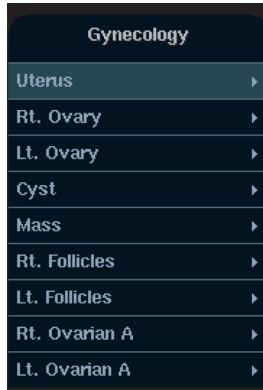 Gynecology
Uterus
Rt. Ovary
Lt. Ovary
Cyst
Mass
Rt. Follicles
Lt. Follicles
Rt. Ovarian A
Lt. Ovarian A